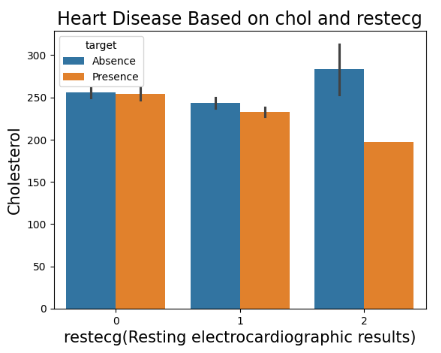 Heart Disease Based on chol and restecg
target
Absence
Presence
Cholesterol
300
250
200
150
100
50
0
0
1
2
restecg(Resting electrocardiographic results)